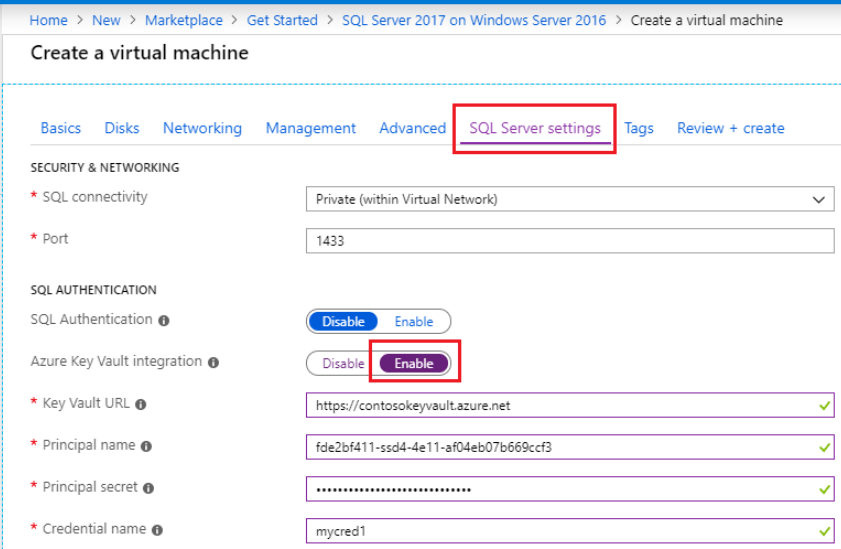 Home > New > Marketplace > Get Started > SQL Server 2017 on Windows Server 2016 > Create a virtual machine
Create a virtual machine
Basics Disks Networking Management Advanced SQL Server settings Tags Review + create
SECURITY & NETWORKING
* SQL connectivity Private (within Virtual Network)
* Port 1433
SQL AUTHENTICATION
SQL Authentication Disable Enable
Azure Key Vault integration Disable Enable
* Key Vault URL https://contosokeyvault.azure.net
* Principal name fde2bf411-ssd4-4e11-af04eb07b669ccf3
* Principal secret ••••••••••••••••••••••••••••••
* Credential name mycred1